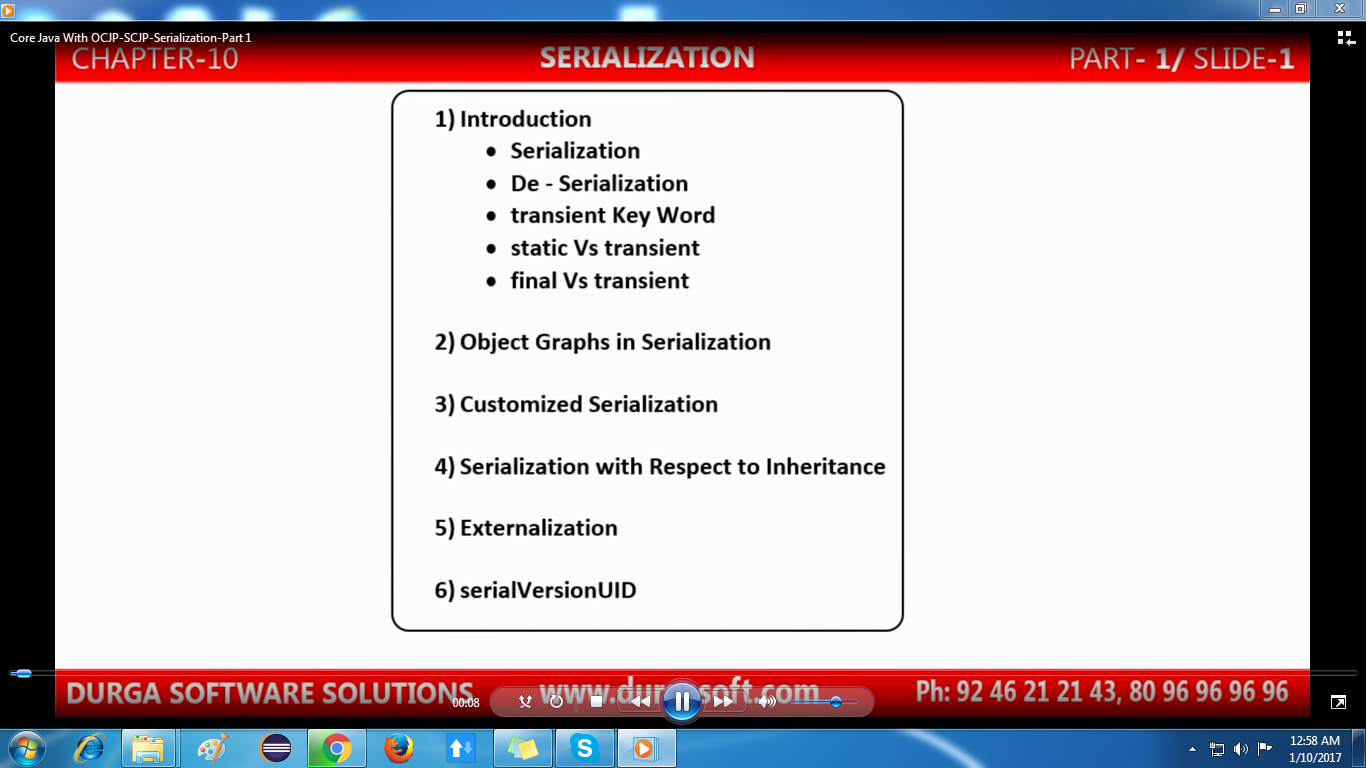 Core Java With OCJP-SCJP-Serialization-Part 1
CHAPTER-10 SERIALIZATION PART- 1/ SLIDE-1
1) Introduction
• Serialization
• De - Serialization
• transient Key Word
• static Vs transient
• final Vs transient
2) Object Graphs in Serialization
3) Customized Serialization
4) Serialization with Respect to Inheritance
5) Externalization
6) serialVersionUID
DURGA SOFTWARE SOLUTIONS Ph: 92 46 21 21 43, 80 96 96 96 96
00:08
12:58 AM
1/10/2017